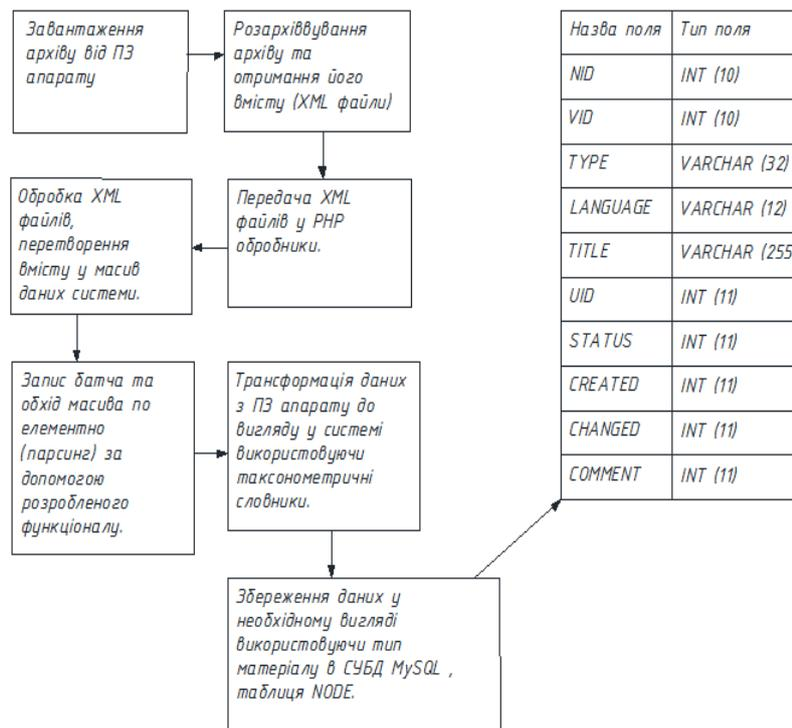 Завантаження
архіву від ПЗ
апарату
Розархіввування
архіву та
отримання його
вмісту (XML файли)
Передача XML
файлів у PHP
обробники.
Обробка XML
файлів,
перетворення
вмісту у масив
даних системи.
Запис батча та
обхід масива по
елементно
(парсинг) за
допомогою
розробленого
функціоналу.
Трансформація даних
з ПЗ апарату до
вигляду у системі
використовуючи
таксонометричні
словники.
Збереження даних у
необхідному вигляді
використовуючи тип
матеріалу в СУБД MySQL ,
таблиця NODE.
Назва поля Тип поля
NID INT (10)
VID INT (10)
TYPE VARCHAR (32)
LANGUAGE VARCHAR (12)
TITLE VARCHAR (255
UID INT (11)
STATUS INT (11)
CREATED INT (11)
CHANGED INT (11)
COMMENT INT (11)